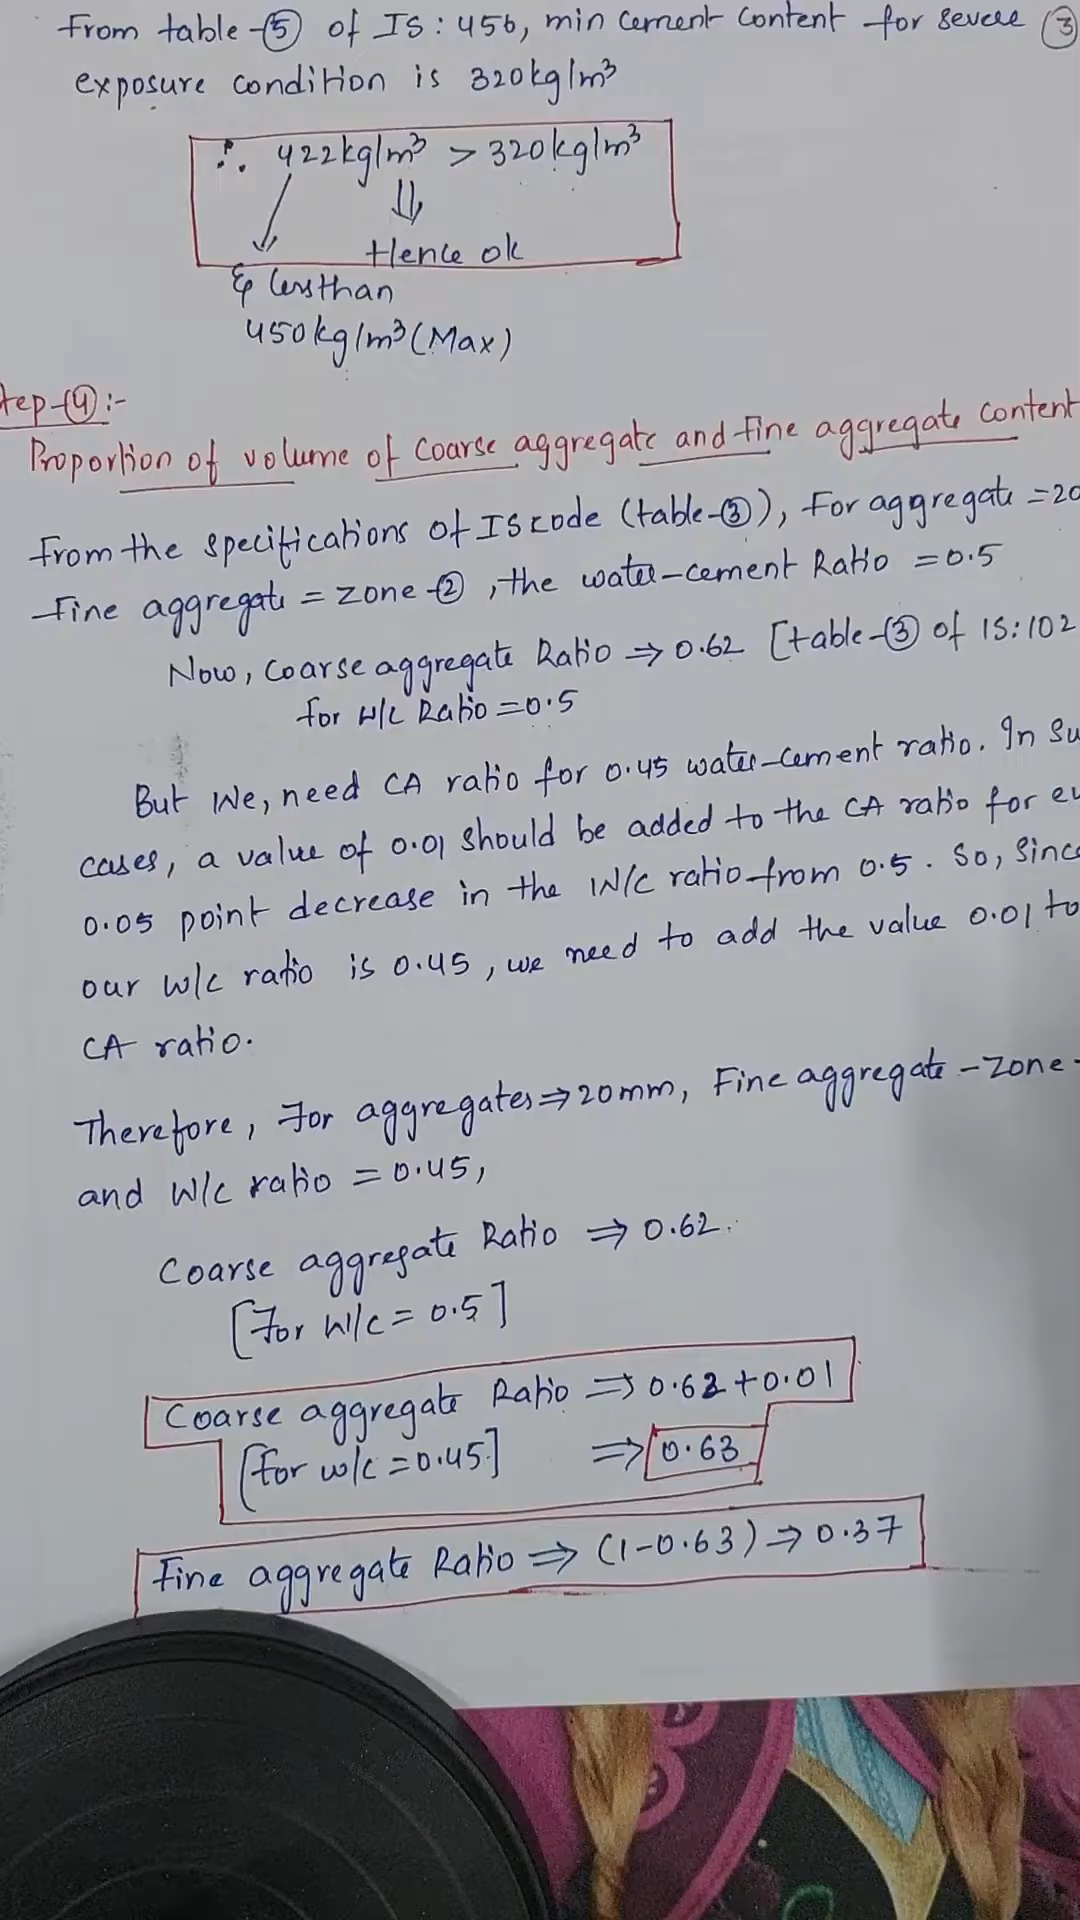 From table-⑤ of IS: 456, min cement content for severe ③
exposure condition is 320kg/m³
∴ 422kg/m³ > 320kg/m³
⇓
Hence ok
& lessthan
450kg/m³ (Max)
tep-④:-
Proportion of volume of coarse aggregate and fine aggregate content
From the specifications of IS code (table-③), For aggregate = 20
Fine aggregate = zone-②, the water-cement Ratio = 0.5
Now, coarse aggregate Ratio ⇒ 0.62 [table-③ of IS:102
for W/c Ratio = 0.5
But We, need CA ratio for 0.45 water-cement ratio. In Su
cases, a value of 0.01 should be added to the CA ratio for ev
0.05 point decrease in the W/c ratio from 0.5. So, Since
our w/c ratio is 0.45, we need to add the value 0.01 to
CA ratio.
Therefore, For aggregates ⇒ 20mm, Fine aggregate - Zone-
and W/c ratio = 0.45,
Coarse aggregate Ratio ⇒ 0.62.
[For W/c = 0.5]
Coarse aggregate Ratio ⇒ 0.62 + 0.01
[for w/c = 0.45] ⇒ 0.63
Fine aggregate Ratio ⇒ (1-0.63) ⇒ 0.37